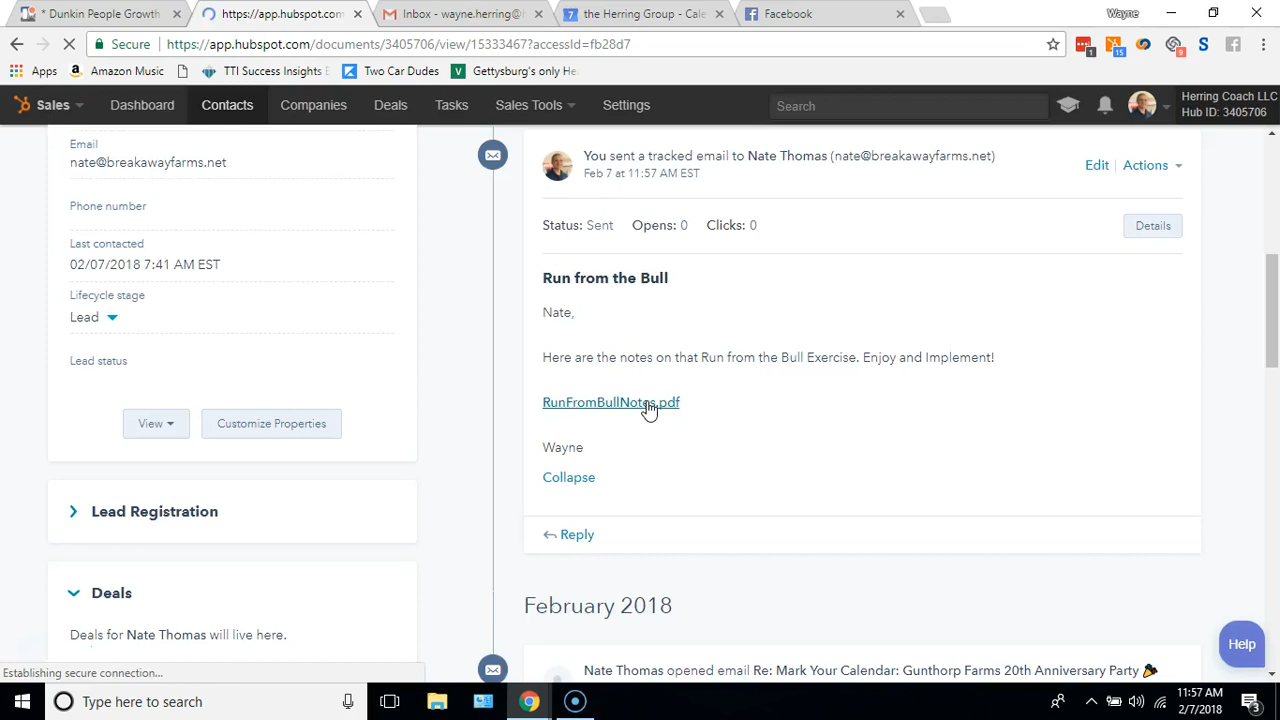 * Dunkin People Growth
https://app.hubspot.com
Inbox - wayne.herring@
the Herring Group - Cale
Facebook
Wayne
Secure
https://app.hubspot.com/documents/3405706/view/15333467?accessId=fb28d7
1
15
9
Apps
Amazon Music
TTI Success Insights
Two Car Dudes
Gettysburg's only He
Sales
Dashboard
Contacts
Companies
Deals
Tasks
Sales Tools
Settings
Search
Herring Coach LLC
Hub ID: 3405706
Email
nate@breakawayfarms.net
Phone number
Last contacted
02/07/2018 7:41 AM EST
Lifecycle stage
Lead
Lead status
View
Customize Properties
Lead Registration
Deals
Deals for Nate Thomas will live here.
You sent a tracked email to Nate Thomas (nate@breakawayfarms.net)
Feb 7 at 11:57 AM EST
Edit
Actions
Status: Sent Opens: 0 Clicks: 0
Details
Run from the Bull
Nate,
Here are the notes on that Run from the Bull Exercise. Enjoy and Implement!
RunFromBullNotes.pdf
Wayne
Collapse
Reply
February 2018
Nate Thomas opened email Re: Mark Your Calendar: Gunthorp Farms 20th Anniversary Party
Help
Establishing secure connection...
Type here to search
11:57 AM
2/7/2018
3